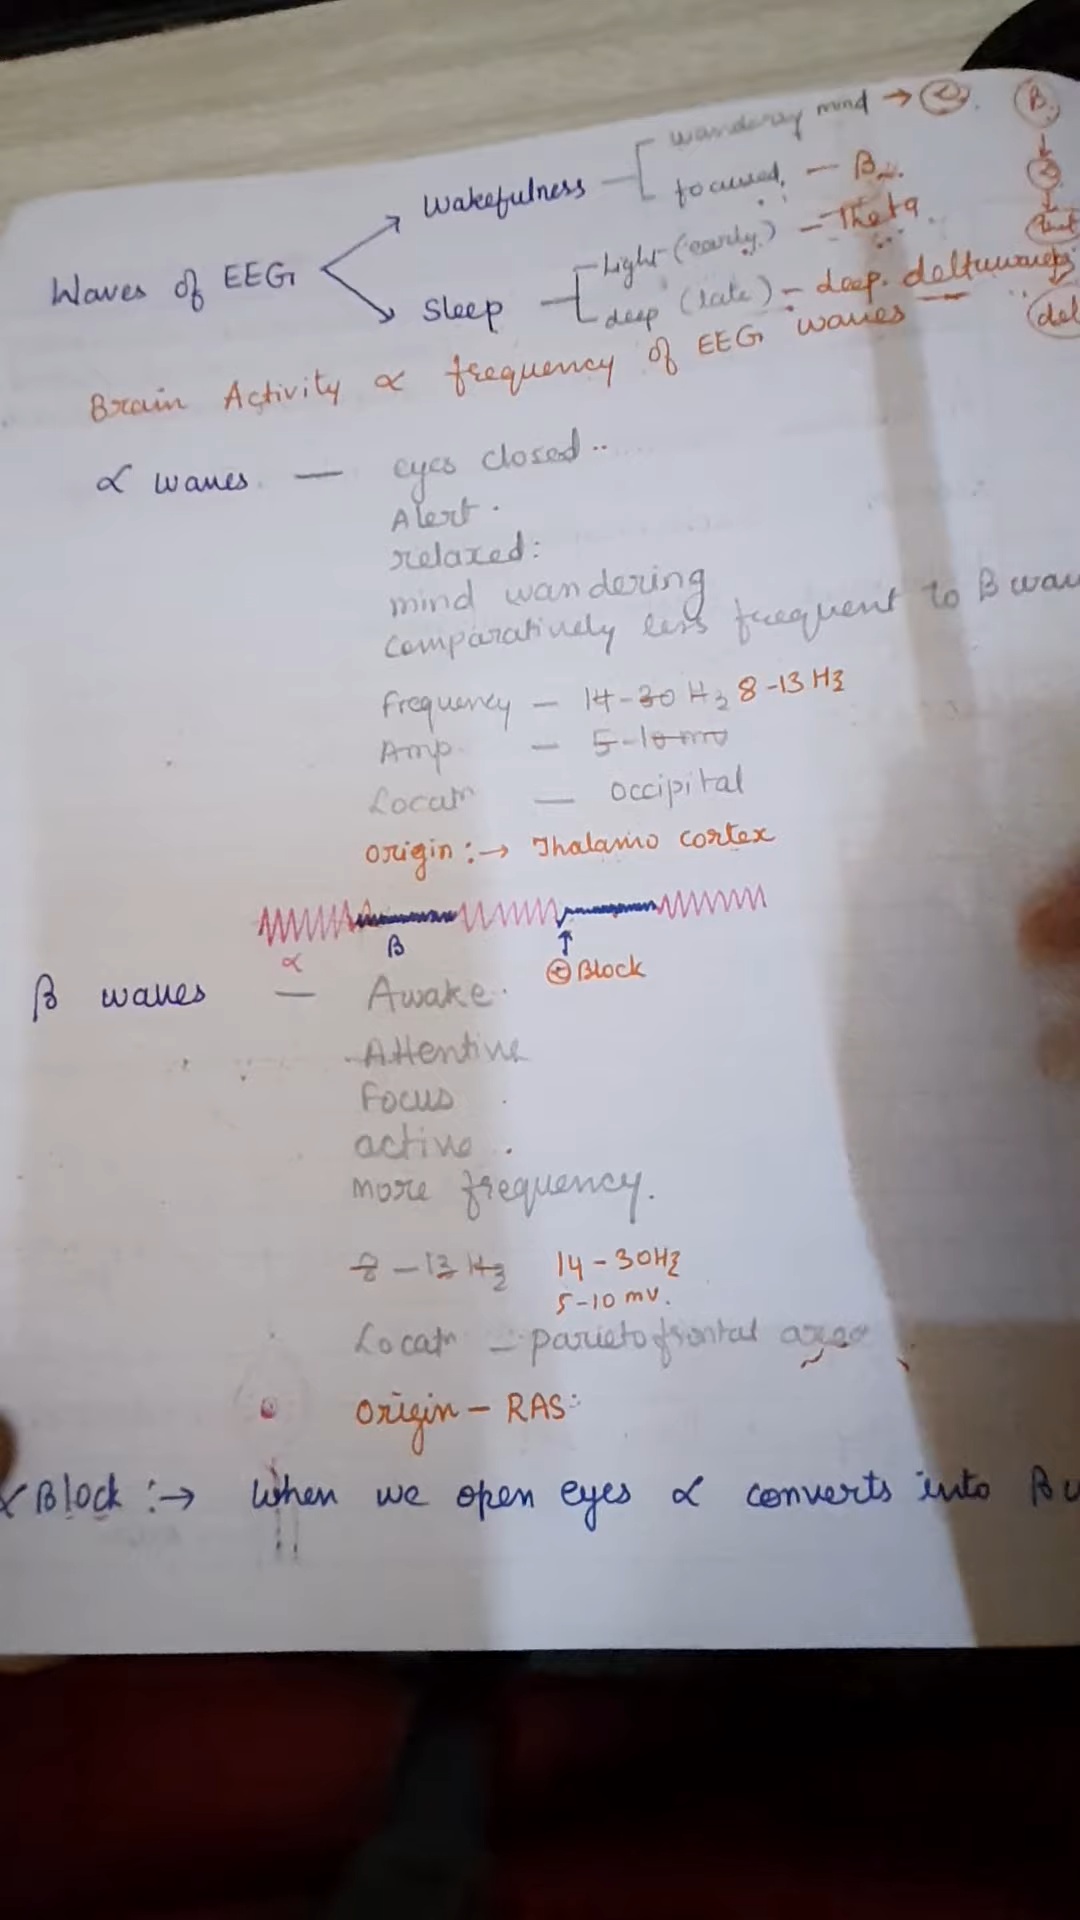 wandering mind → α. B
focused. — B
Wakefulness
Light (early) — Theta
Waves of EEG
Sleep
deep (late) — deep. deltawaves
del
Brain Activity ∝ frequency of EEG waves
α waves — eyes closed..
Alert.
relaxed:
mind wandering
comparatively less frequent to B wav
Frequency — 14-30 Hz 8-13 Hz
Amp — 5-10 mv
Locatn — occipital
origin :→ Thalamo cortex
α B
↑
α Block
β waves — Awake.
Attentive
Focus
active.
more frequency.
8-13 Hz 14-30Hz
5-10 mv.
Locatn — parieto frontal area
origin — RAS:
α Block :→ When we open eyes α converts into B w